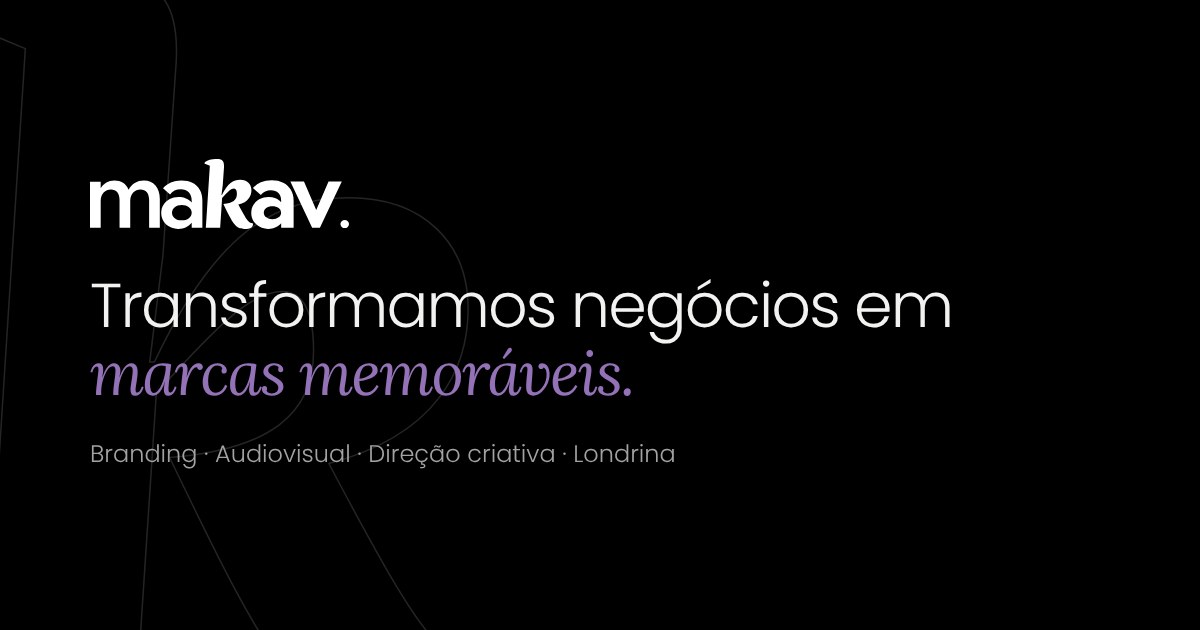 makav.
Transformamos negócios em
marcas memoráveis.
Branding · Audiovisual · Direção criativa · Londrina